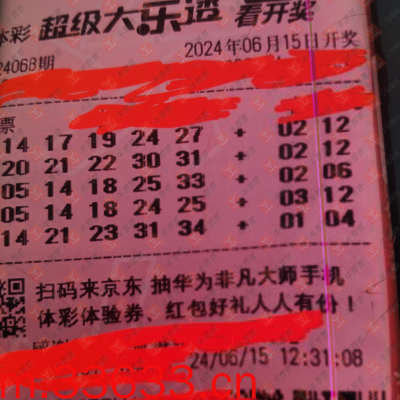 体彩 超级大乐透 看开奖
2024年06月15日开奖
24068期
票
14 17 19 24 27 + 02 12
20 21 22 30 31 + 02 12
05 14 18 25 33 + 02 06
05 14 18 24 25 + 03 12
14 21 23 31 34 + 01 04
扫码来京东 抽华为非凡大师手机
体彩体验券、红包好礼人人有份！
24/06/15 12:31:08